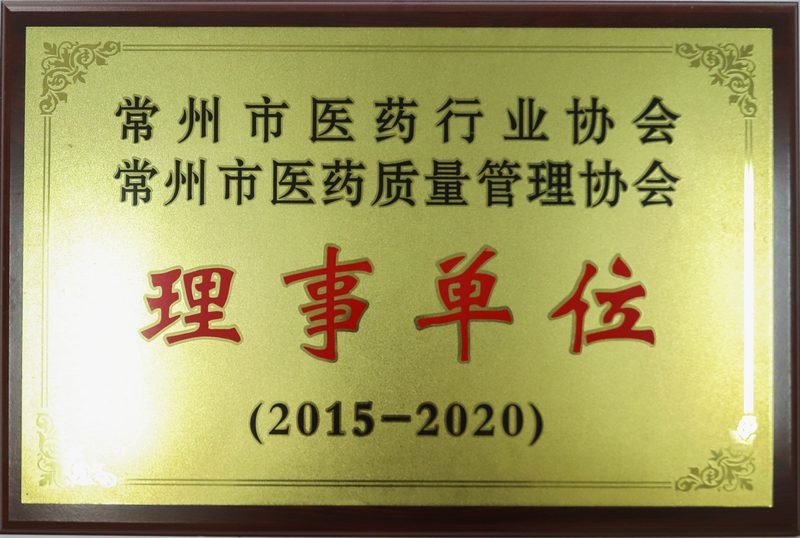 常州市医药行业协会
常州市医药质量管理协会
理事单位
(2015-2020)